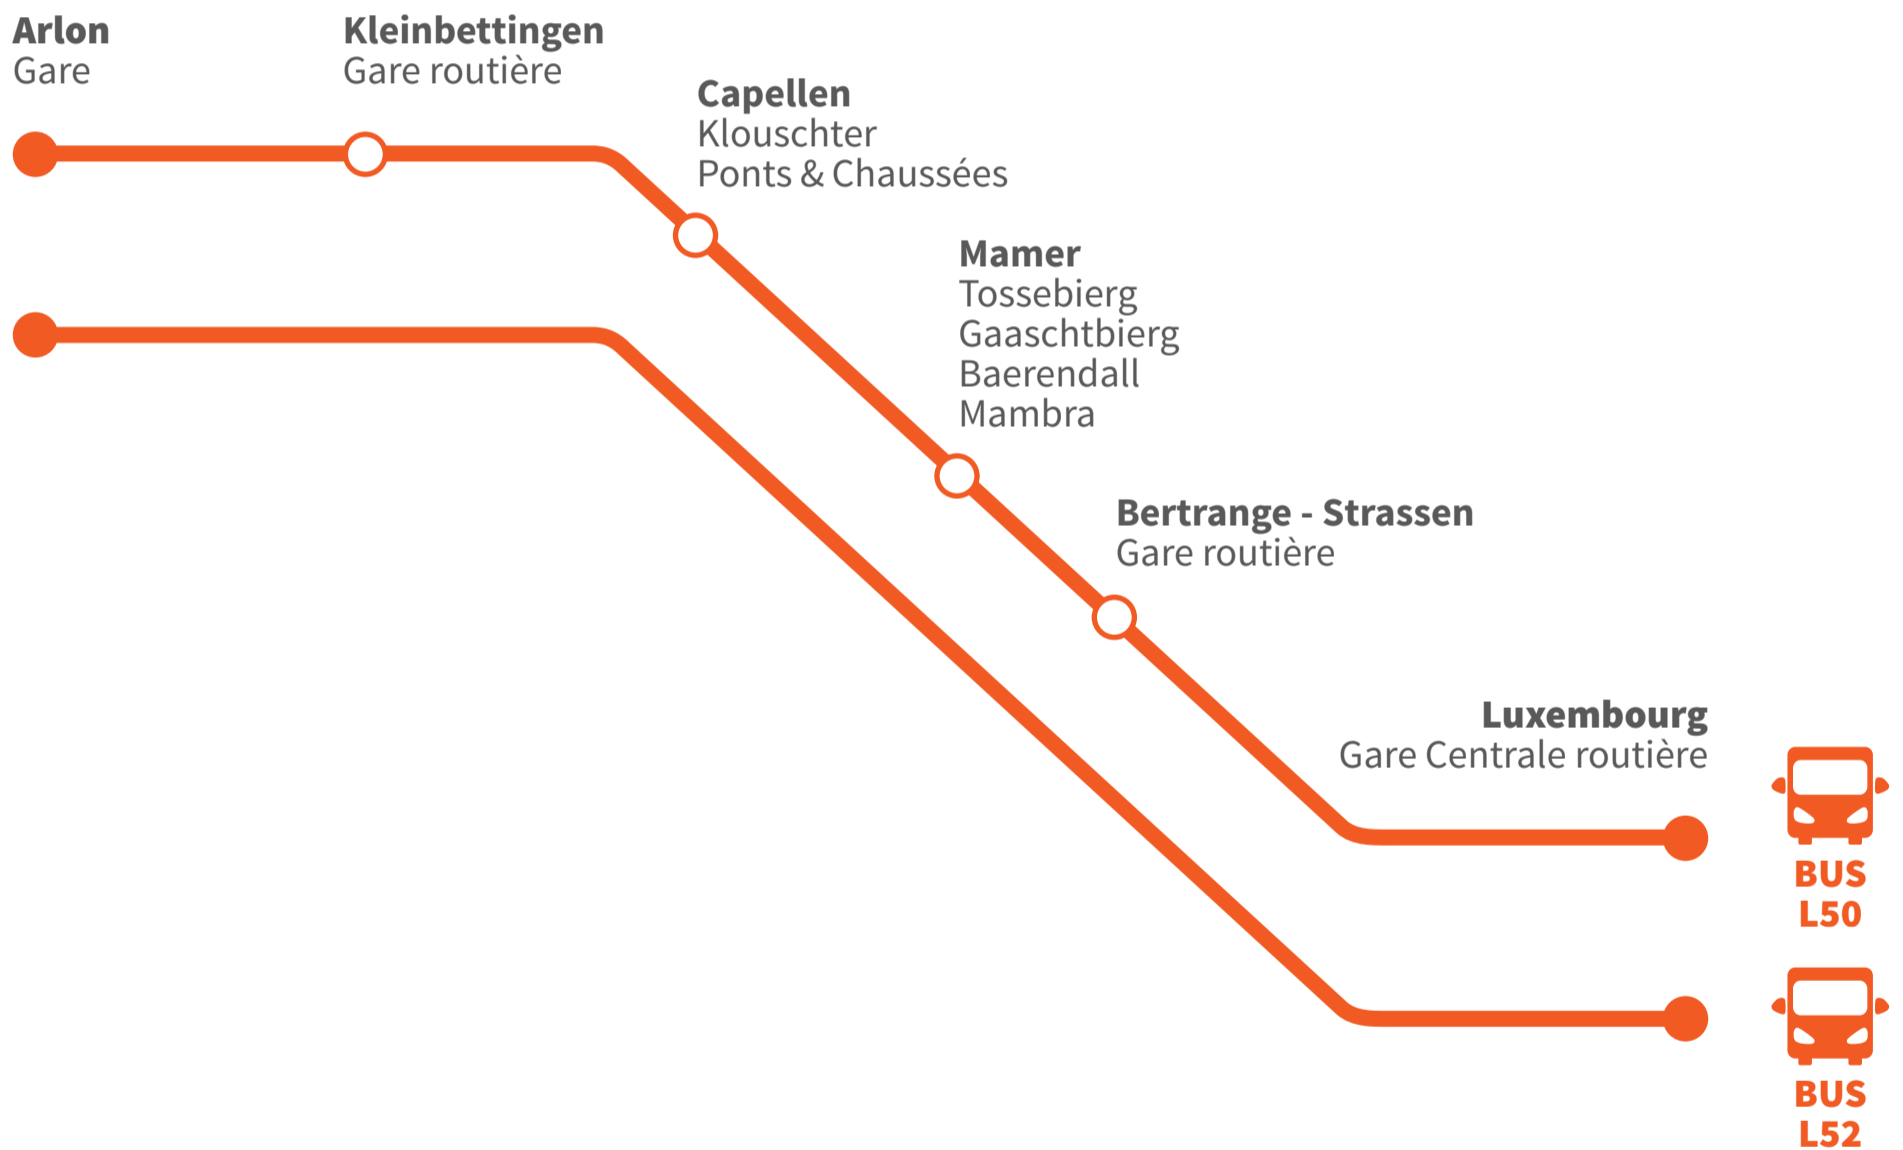 Arlon
Gare
Kleinbettingen
Gare routière
Capellen
Klouschter
Ponts & Chaussées
Mamer
Tossebierg
Gaaschtbierg
Baerendall
Mambra
Bertrange - Strassen
Gare routière
Luxembourg
Gare Centrale routière
BUS
L50
BUS
L52